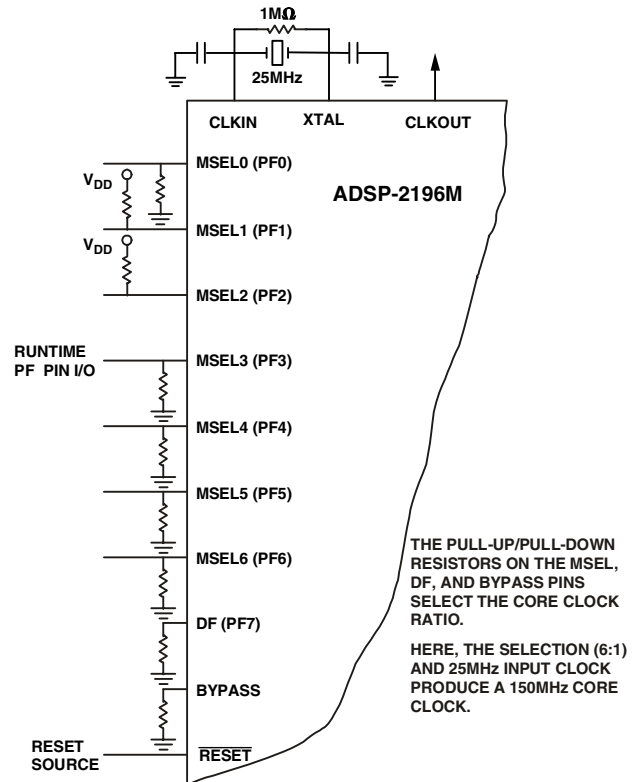 1MΩ
25MHz
CLKIN
XTAL
CLKOUT
ADSP-2196M
MSEL0 (PF0)
VDD
MSEL1 (PF1)
VDD
MSEL2 (PF2)
RUNTIME
PF PIN I/O
MSEL3 (PF3)
MSEL4 (PF4)
MSEL5 (PF5)
MSEL6 (PF6)
DF (PF7)
BYPASS
RESET
SOURCE
RESET
THE PULL-UP/PULL-DOWN
RESISTORS ON THE MSEL,
DF, AND BYPASS PINS
SELECT THE CORE CLOCK
RATIO.
HERE, THE SELECTION (6:1)
AND 25MHz INPUT CLOCK
PRODUCE A 150MHz CORE
CLOCK.